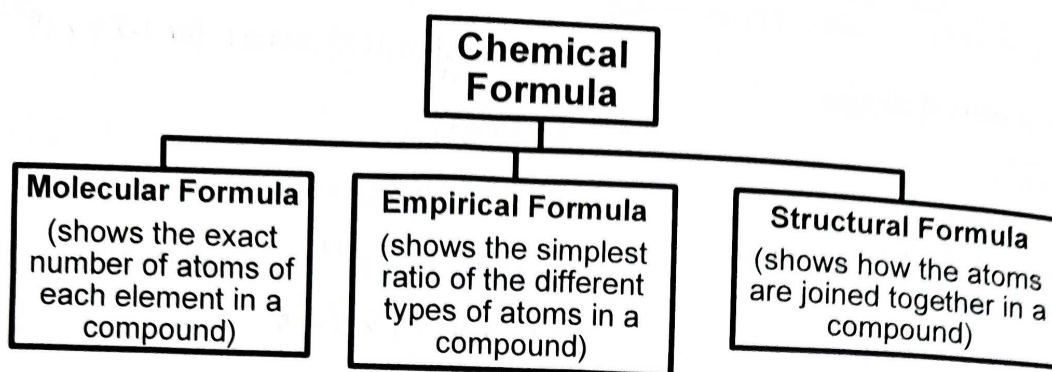 Chemical
Formula
Molecular Formula
(shows the exact
number of atoms of
each element in a
compound)
Empirical Formula
(shows the simplest
ratio of the different
types of atoms in a
compound)
Structural Formula
(shows how the atoms
are joined together in a
compound)